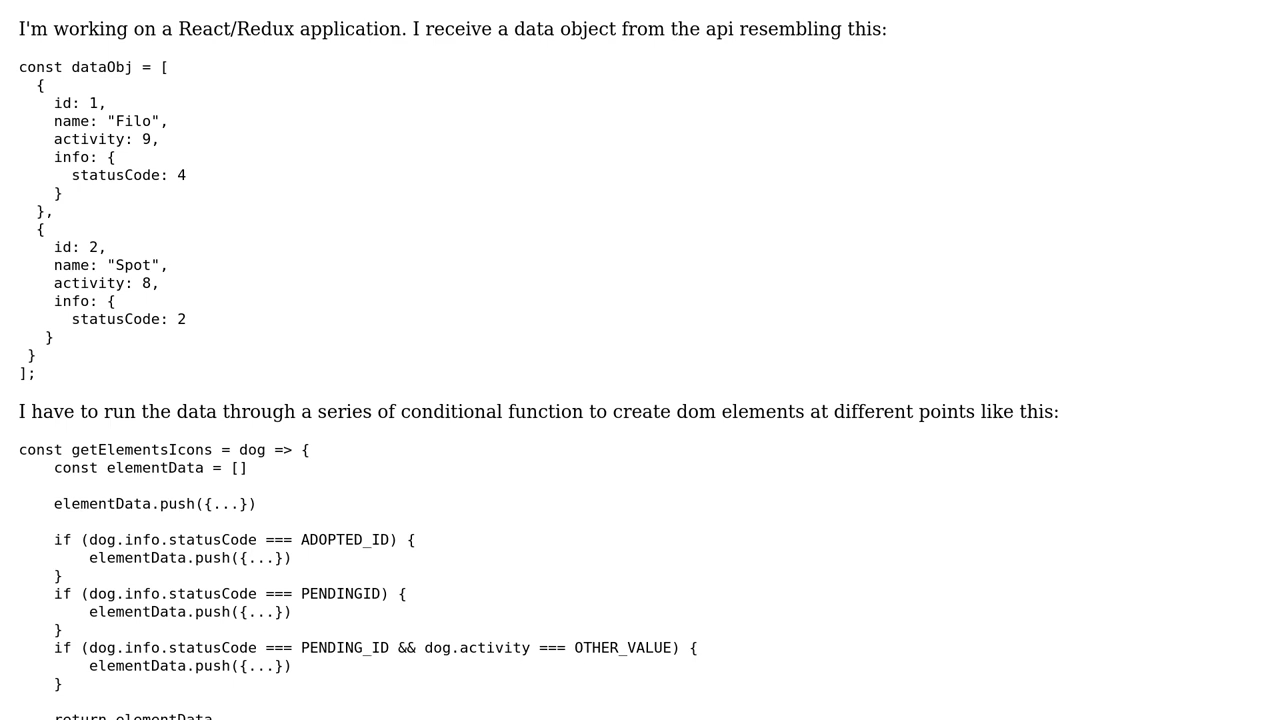 I'm working on a React/Redux application. I receive a data object from the api resembling this:
const dataObj = [
  {
    id: 1,
    name: "Filo",
    activity: 9,
    info: {
      statusCode: 4
    }
  },
  {
    id: 2,
    name: "Spot",
    activity: 8,
    info: {
      statusCode: 2
   }
 }
];
I have to run the data through a series of conditional function to create dom elements at different points like this:
const getElementsIcons = dog => {
    const elementData = []
    elementData.push({...})
    if (dog.info.statusCode === ADOPTED_ID) {
        elementData.push({...})
    }
    if (dog.info.statusCode === PENDINGID) {
        elementData.push({...})
    }
    if (dog.info.statusCode === PENDING_ID && dog.activity === OTHER_VALUE) {
        elementData.push({...})
    }
    return elementData